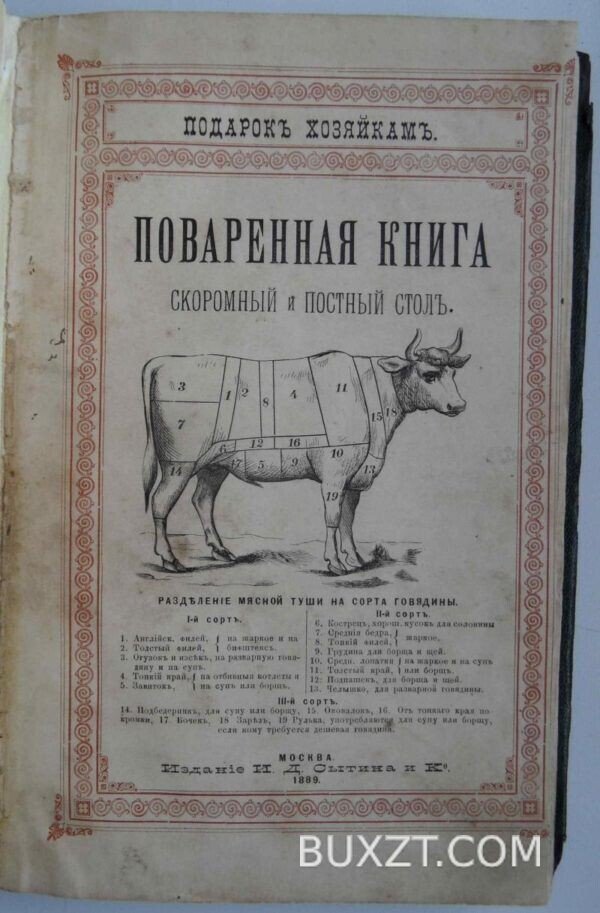 ПОДАРОКЪ ХОЗЯЙКАМЪ.
ПОВАРЕННАЯ КНИГА
СКОРОМНЫЙ и ПОСТНЫЙ СТОЛЪ.
3 1 2 8 4 11 15 18
7 6 12 16 10
14 17 5 9 13
19
РАЗДѢЛЕНІЕ МЯСНОЙ ТУШИ НА СОРТА ГОВЯДИНЫ.
I-й сортъ.
1. Англійск. филей, } на жаркое и на
2. Толстый филей, } бифштексъ.
3. Огузокъ и изсѣкъ, на разварную говядину и на супъ.
4. Тонкій край, } на отбивныя котлеты и
5. Завитокъ, } на супъ или борщъ.
II-й сортъ.
6. Кострецъ, хорош. кусокъ для солонины
7. Среднія бедра, }
8. Тонкій филей, } жаркое.
9. Грудина для борща и щей.
10. Средн. лопатки } на жаркое и на супъ
11. Толстый край, } или борщъ.
12. Подпашекъ, для борща и щей.
13. Челышко, для разварной говядины.
III-й сортъ.
14. Подбедерникъ, для супу или борщу, 15. Ововалокъ, 16. Отъ тонкаго края по-
кромки, 17. Бочекъ, 18 Зарѣзъ, 19 Рулька, употребляются для супу или борщу,
если кому требуется дешевая говядина.
МОСКВА.
Изданіе И. Д. Сытина и Ко.
1889.
BUXZT.COM